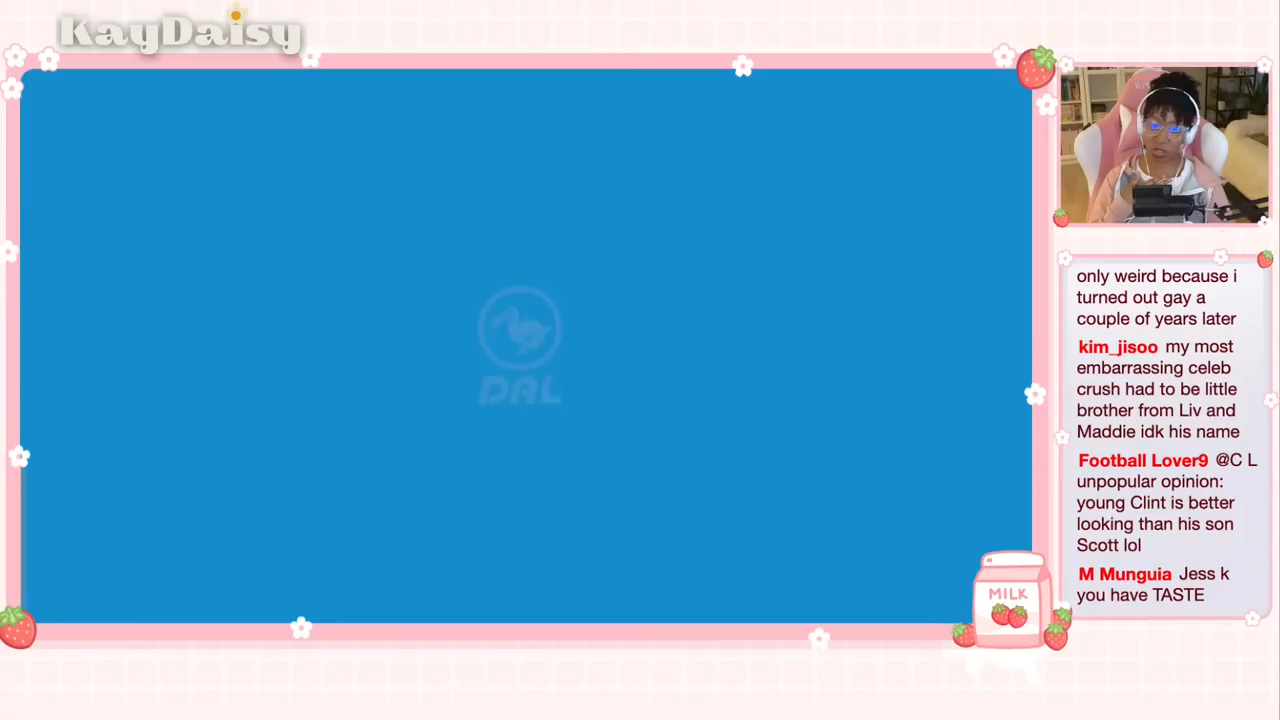 KayDaisy
DAL
only weird because i
turned out gay a
couple of years later
kim_jisoo my most
embarrassing celeb
crush had to be little
brother from Liv and
Maddie idk his name
Football Lover9 @C L
unpopular opinion:
young Clint is better
looking than his son
Scott lol
M Munguia Jess k
you have TASTE
MILK